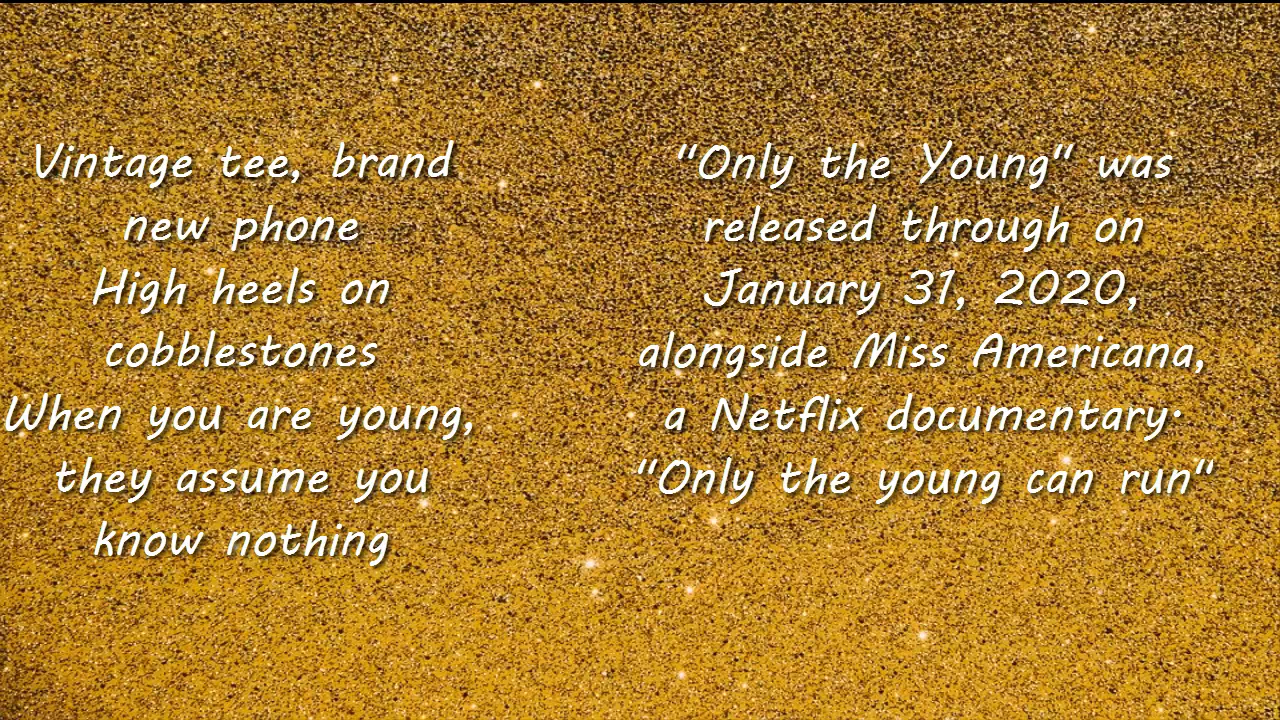 Vintage tee, brand
new phone
High heels on
cobblestones
When you are young,
they assume you
know nothing
"Only the Young" was
released through on
January 31, 2020,
alongside Miss Americana,
a Netflix documentary.
"Only the young can run"